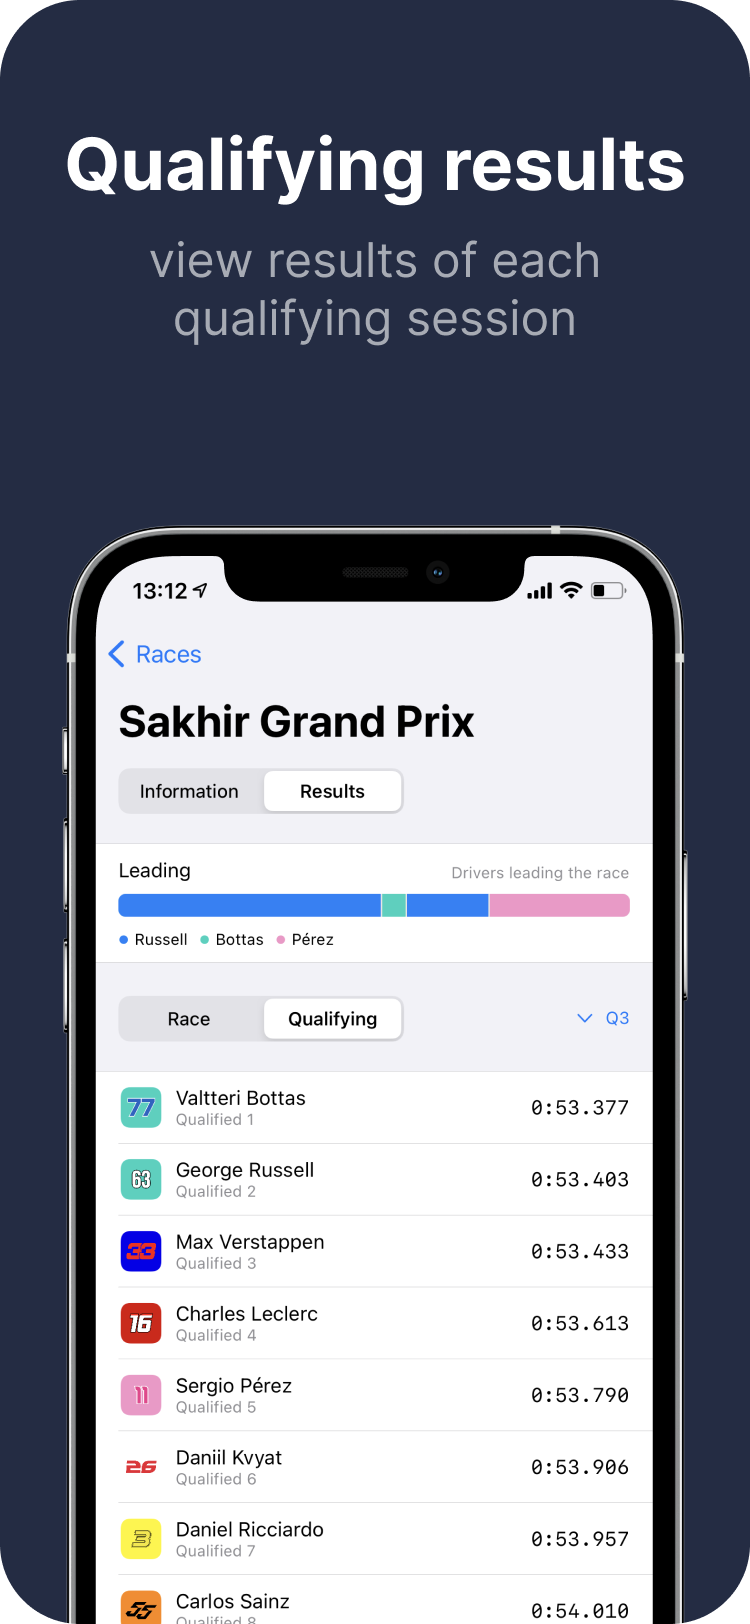 Qualifying results
view results of each
qualifying session
13:12
Races
Sakhir Grand Prix
Information Results
Leading Drivers leading the race
Russell Bottas Pérez
Race Qualifying Q3
77 Valtteri Bottas 0:53.377
Qualified 1
63 George Russell 0:53.403
Qualified 2
33 Max Verstappen 0:53.433
Qualified 3
16 Charles Leclerc 0:53.613
Qualified 4
11 Sergio Pérez 0:53.790
Qualified 5
26 Daniil Kvyat 0:53.906
Qualified 6
3 Daniel Ricciardo 0:53.957
Qualified 7
55 Carlos Sainz 0:54.010
Qualified 8